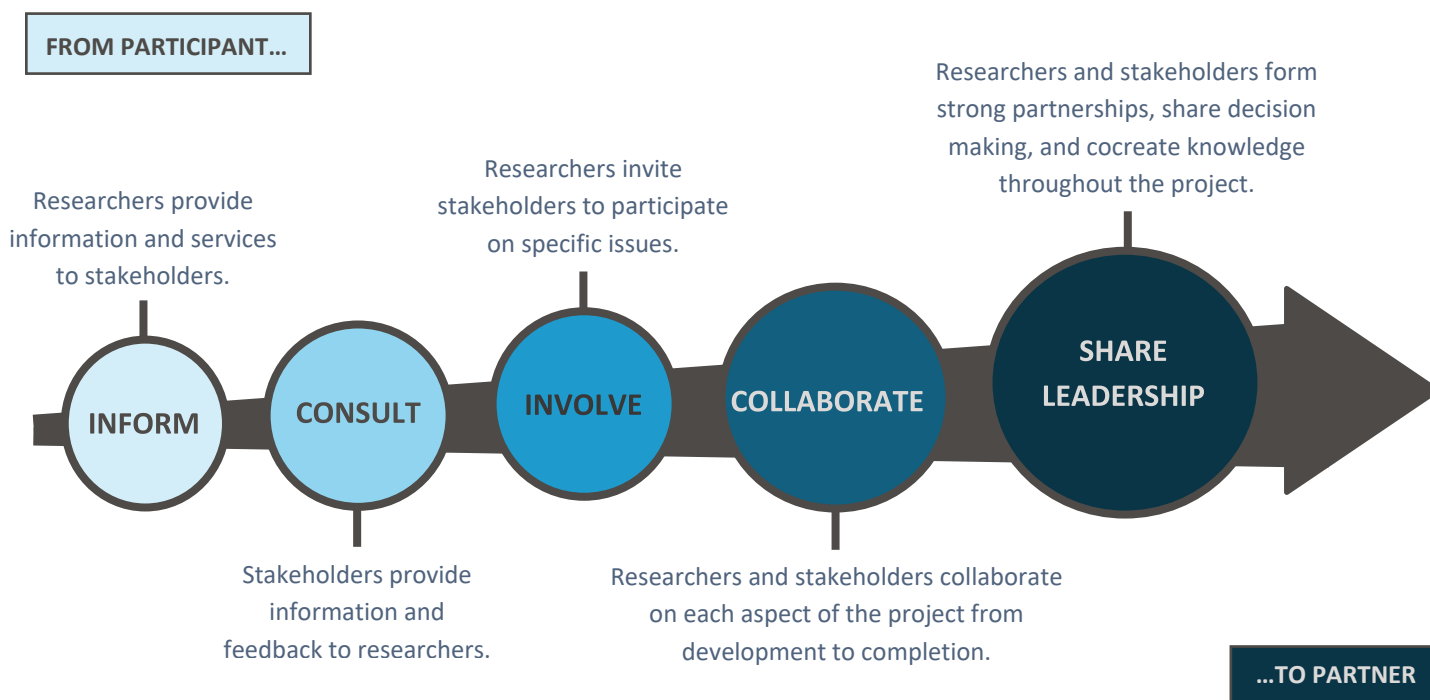 FROM PARTICIPANT…
Researchers provide
information and services
to stakeholders.
INFORM
CONSULT
Stakeholders provide
information and
feedback to researchers.
Researchers invite
stakeholders to participate
on specific issues.
INVOLVE
COLLABORATE
Researchers and stakeholders collaborate
on each aspect of the project from
development to completion.
Researchers and stakeholders form
strong partnerships, share decision
making, and cocreate knowledge
throughout the project.
SHARE
LEADERSHIP
…TO PARTNER